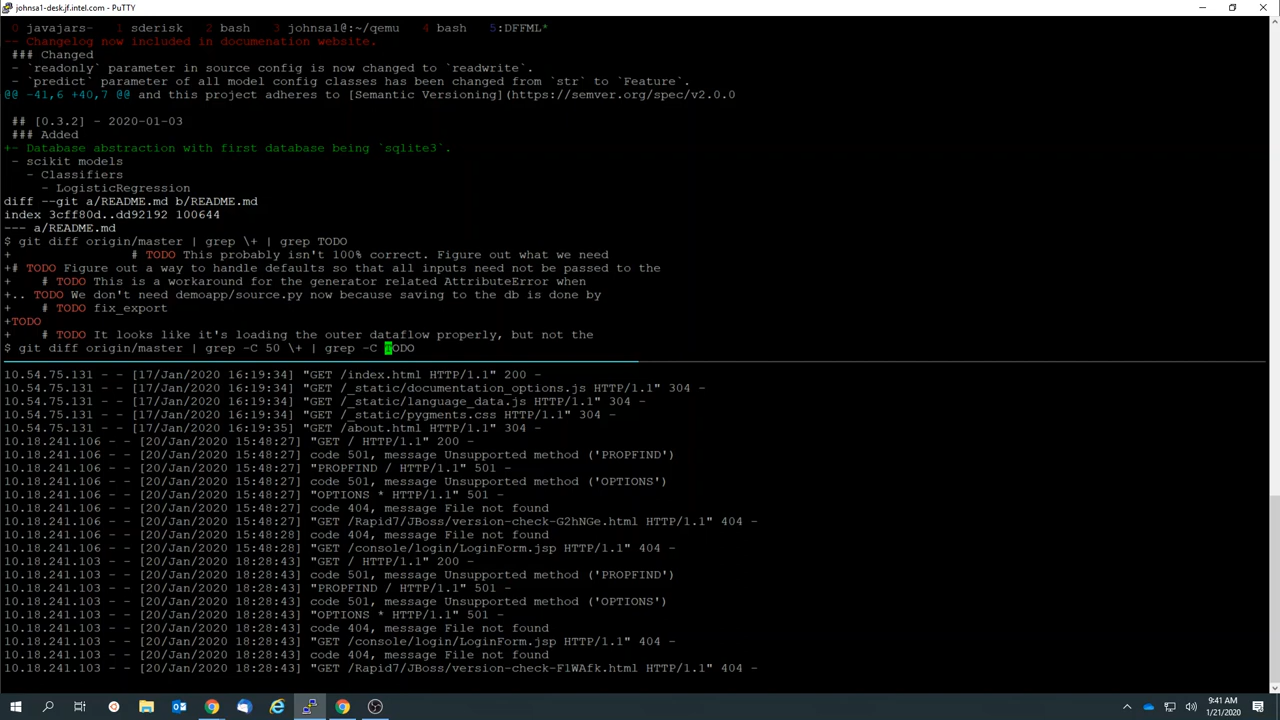 johnsa1-desk.jf.intel.com - PuTTY
0 javajars- 1 sderisk 2 bash 3 johnsa1@:~/qemu 4 bash 5:DFFML*
-- Changelog now included in documenation website.
### Changed
- `readonly` parameter in source config is now changed to `readwrite`.
- `predict` parameter of all model config classes has been changed from `str` to `Feature`.
@@ -41,6 +40,7 @@ and this project adheres to [Semantic Versioning](https://semver.org/spec/v2.0.0
## [0.3.2] - 2020-01-03
### Added
+- Database abstraction with first database being `sqlite3`.
- scikit models
- Classifiers
- LogisticRegression
diff --git a/README.md b/README.md
index 3cff80d..dd92192 100644
--- a/README.md
$ git diff origin/master | grep \+ | grep TODO
+ # TODO This probably isn't 100% correct. Figure out what we need
+# TODO Figure out a way to handle defaults so that all inputs need not be passed to the
+ # TODO This is a workaround for the generator related AttributeError when
+.. TODO We don't need demoapp/source.py now because saving to the db is done by
+ # TODO fix_export
+TODO
+ # TODO It looks like it's loading the outer dataflow properly, but not the
$ git diff origin/master | grep -C 50 \+ | grep -C TODO
10.54.75.131 - - [17/Jan/2020 16:19:34] "GET /index.html HTTP/1.1" 200 -
10.54.75.131 - - [17/Jan/2020 16:19:34] "GET /_static/documentation_options.js HTTP/1.1" 304 -
10.54.75.131 - - [17/Jan/2020 16:19:34] "GET /_static/language_data.js HTTP/1.1" 304 -
10.54.75.131 - - [17/Jan/2020 16:19:34] "GET /_static/pygments.css HTTP/1.1" 304 -
10.54.75.131 - - [17/Jan/2020 16:19:35] "GET /about.html HTTP/1.1" 304 -
10.18.241.106 - - [20/Jan/2020 15:48:27] "GET / HTTP/1.1" 200 -
10.18.241.106 - - [20/Jan/2020 15:48:27] code 501, message Unsupported method ('PROPFIND')
10.18.241.106 - - [20/Jan/2020 15:48:27] "PROPFIND / HTTP/1.1" 501 -
10.18.241.106 - - [20/Jan/2020 15:48:27] code 501, message Unsupported method ('OPTIONS')
10.18.241.106 - - [20/Jan/2020 15:48:27] "OPTIONS * HTTP/1.1" 501 -
10.18.241.106 - - [20/Jan/2020 15:48:27] code 404, message File not found
10.18.241.106 - - [20/Jan/2020 15:48:27] "GET /Rapid7/JBoss/version-check-G2hNGe.html HTTP/1.1" 404 -
10.18.241.106 - - [20/Jan/2020 15:48:28] code 404, message File not found
10.18.241.106 - - [20/Jan/2020 15:48:28] "GET /console/login/LoginForm.jsp HTTP/1.1" 404 -
10.18.241.103 - - [20/Jan/2020 18:28:43] "GET / HTTP/1.1" 200 -
10.18.241.103 - - [20/Jan/2020 18:28:43] code 501, message Unsupported method ('PROPFIND')
10.18.241.103 - - [20/Jan/2020 18:28:43] "PROPFIND / HTTP/1.1" 501 -
10.18.241.103 - - [20/Jan/2020 18:28:43] code 501, message Unsupported method ('OPTIONS')
10.18.241.103 - - [20/Jan/2020 18:28:43] "OPTIONS * HTTP/1.1" 501 -
10.18.241.103 - - [20/Jan/2020 18:28:43] code 404, message File not found
10.18.241.103 - - [20/Jan/2020 18:28:43] "GET /console/login/LoginForm.jsp HTTP/1.1" 404 -
10.18.241.103 - - [20/Jan/2020 18:28:43] code 404, message File not found
10.18.241.103 - - [20/Jan/2020 18:28:43] "GET /Rapid7/JBoss/version-check-FlWAfk.html HTTP/1.1" 404 -
9:41 AM
1/21/2020